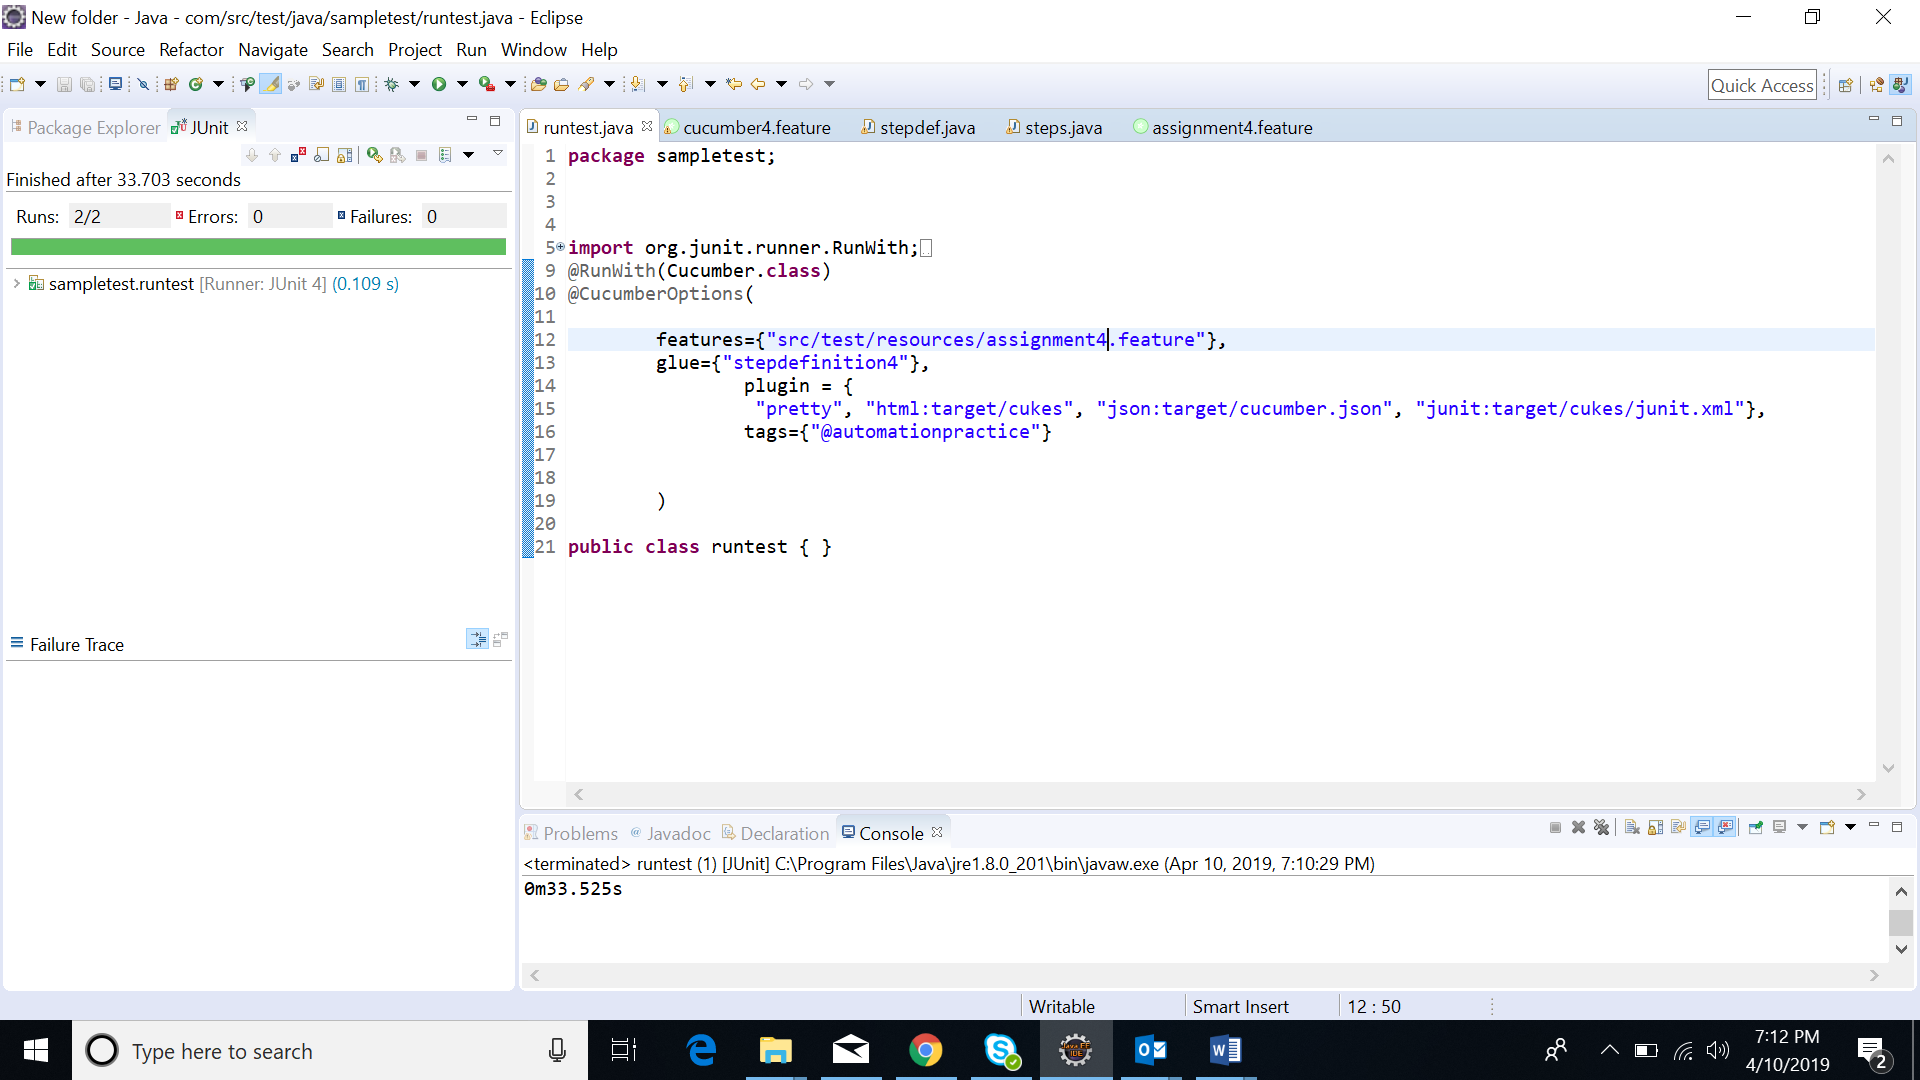 New folder - Java - com/src/test/java/sampletest/runtest.java - Eclipse
File Edit Source Refactor Navigate Search Project Run Window Help
Quick Access
Package Explorer JUnit
Finished after 33.703 seconds
Runs: 2/2 Errors: 0 Failures: 0
sampletest.runtest [Runner: JUnit 4] (0.109 s)
Failure Trace
runtest.java cucumber4.feature stepdef.java steps.java assignment4.feature
1 package sampletest;
2
3
4
5 import org.junit.runner.RunWith;
9 @RunWith(Cucumber.class)
10 @CucumberOptions(
11
12 features={"src/test/resources/assignment4.feature"},
13 glue={"stepdefinition4"},
14 plugin = {
15 "pretty", "html:target/cukes", "json:target/cucumber.json", "junit:target/cukes/junit.xml"},
16 tags={"@automationpractice"}
17
18
19 )
20
21 public class runtest { }
Problems Javadoc Declaration Console
<terminated> runtest (1) [JUnit] C:\Program Files\Java\jre1.8.0_201\bin\javaw.exe (Apr 10, 2019, 7:10:29 PM)
0m33.525s
Writable Smart Insert 12 : 50
Type here to search
Java EE
IDE
7:12 PM
4/10/2019
2